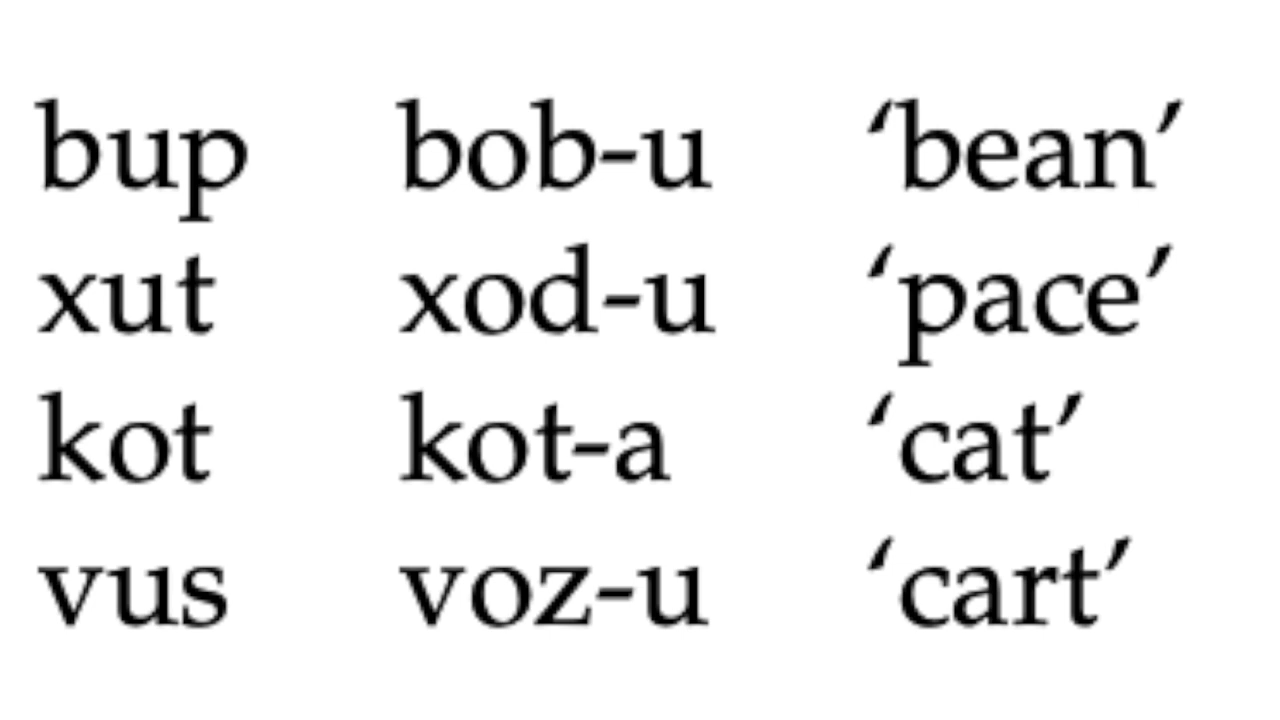 bup bob-u ‘bean’
xut xod-u ‘pace’
kot kot-a ‘cat’
vus voz-u ‘cart’